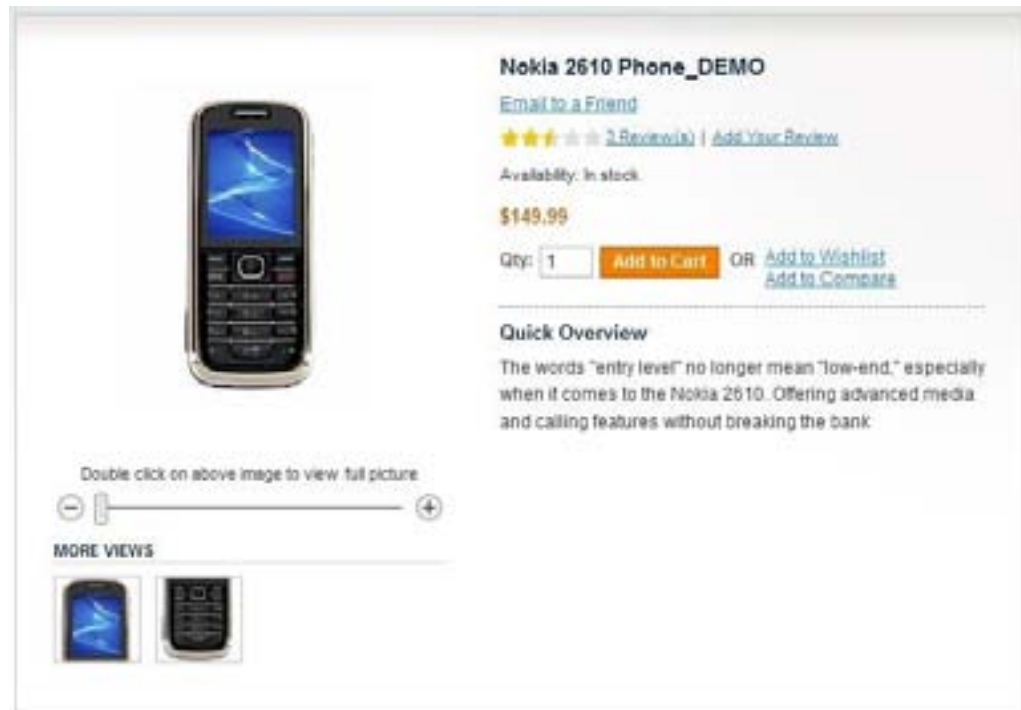 Nokia 2610 Phone_DEMO
Email to a Friend
Review(s) | Add Your Review
Availability: In stock
$149.99
Qty: 1 Add to Cart OR Add to Wishlist
Add to Compare
Quick Overview
The words "entry level" no longer mean "low-end," especially
when it comes to the Nokia 2610. Offering advanced media
and calling features without breaking the bank
Double click on above image to view full picture
MORE VIEWS